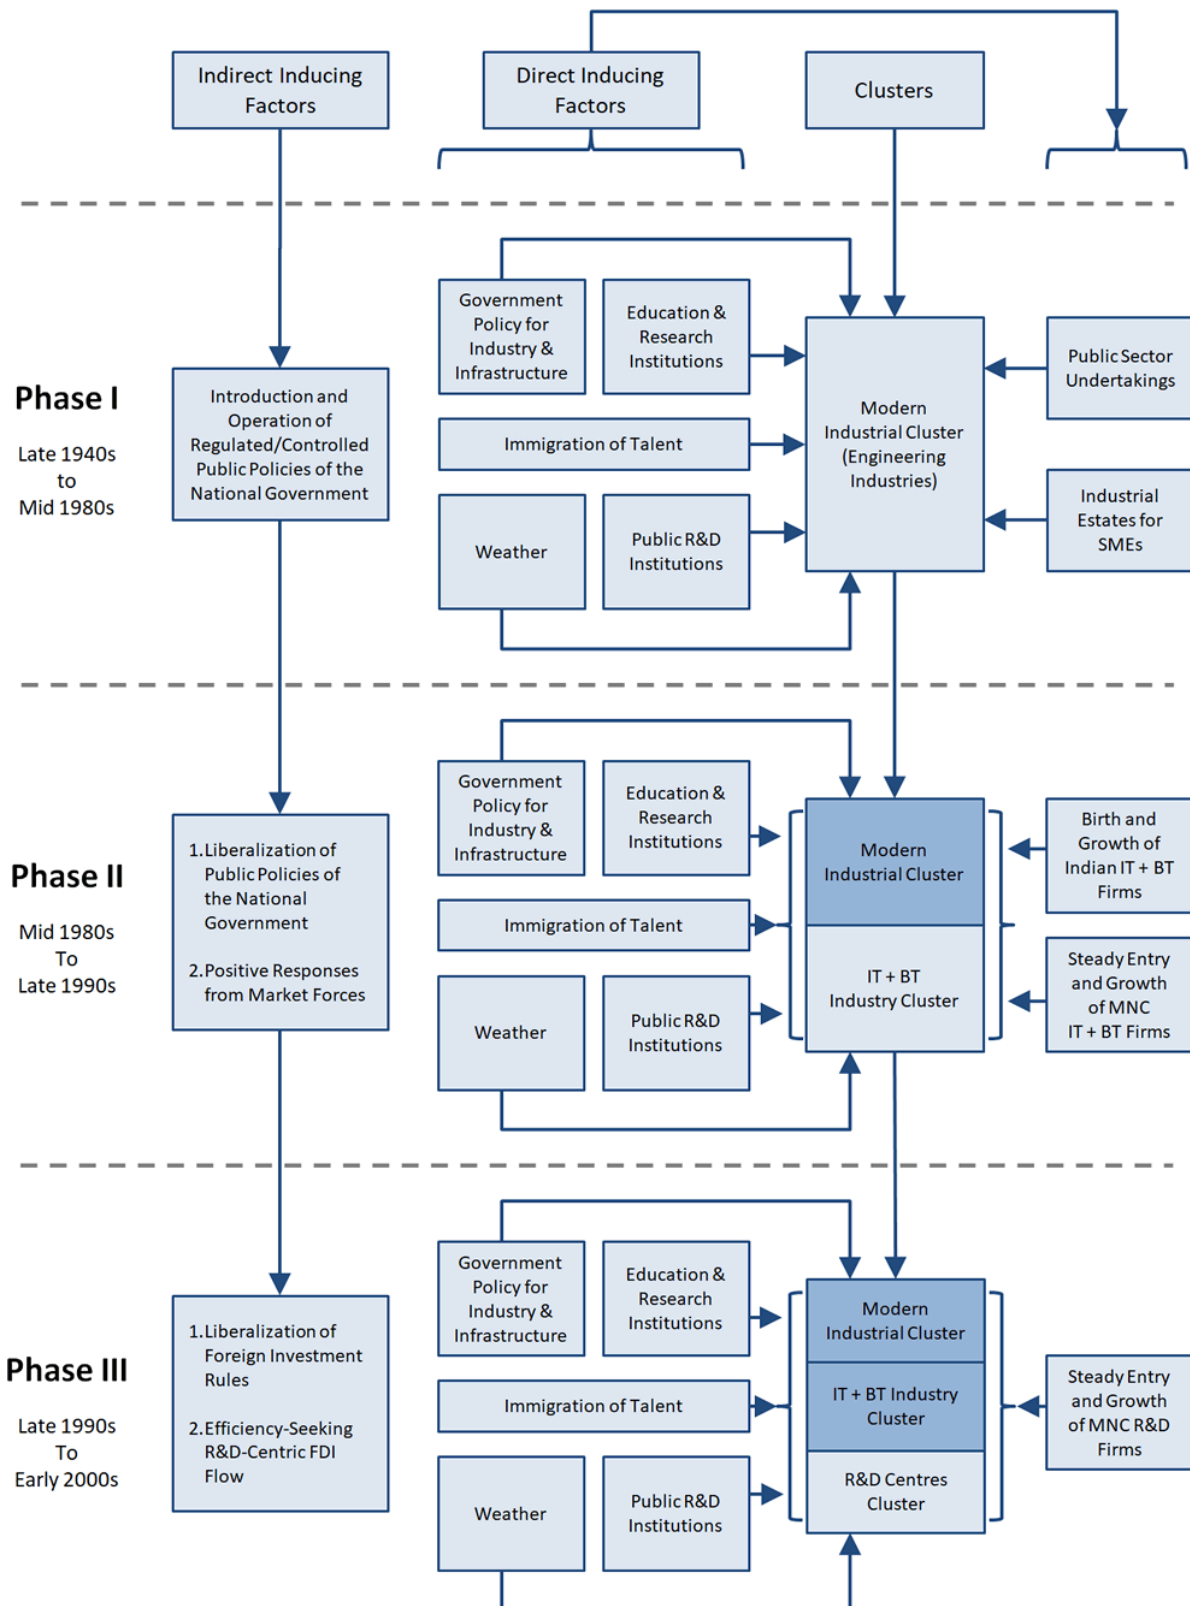 Indirect Inducing
Factors
Direct Inducing
Factors
Clusters
Phase I
Late 1940s
to
Mid 1980s
Introduction and
Operation of
Regulated/Controlled
Public Policies of the
National Government
Government
Policy for
Industry &
Infrastructure
Education &
Research
Institutions
Immigration of Talent
Weather
Public R&D
Institutions
Modern
Industrial Cluster
(Engineering
Industries)
Public Sector
Undertakings
Industrial
Estates for
SMEs
Phase II
Mid 1980s
To
Late 1990s
1.Liberalization of
Public Policies of
the National
Government
2.Positive Responses
from Market Forces
Government
Policy for
Industry &
Infrastructure
Education &
Research
Institutions
Immigration of Talent
Weather
Public R&D
Institutions
Modern
Industrial Cluster
IT + BT
Industry Cluster
Birth and
Growth of
Indian IT + BT
Firms
Steady Entry
and Growth
of MNC
IT + BT Firms
Phase III
Late 1990s
To
Early 2000s
1.Liberalization of
Foreign Investment
Rules
2.Efficiency-Seeking
R&D-Centric FDI
Flow
Government
Policy for
Industry &
Infrastructure
Education &
Research
Institutions
Immigration of Talent
Weather
Public R&D
Institutions
Modern
Industrial Cluster
IT + BT Industry
Cluster
R&D Centres
Cluster
Steady Entry
and Growth
of MNC R&D
Firms